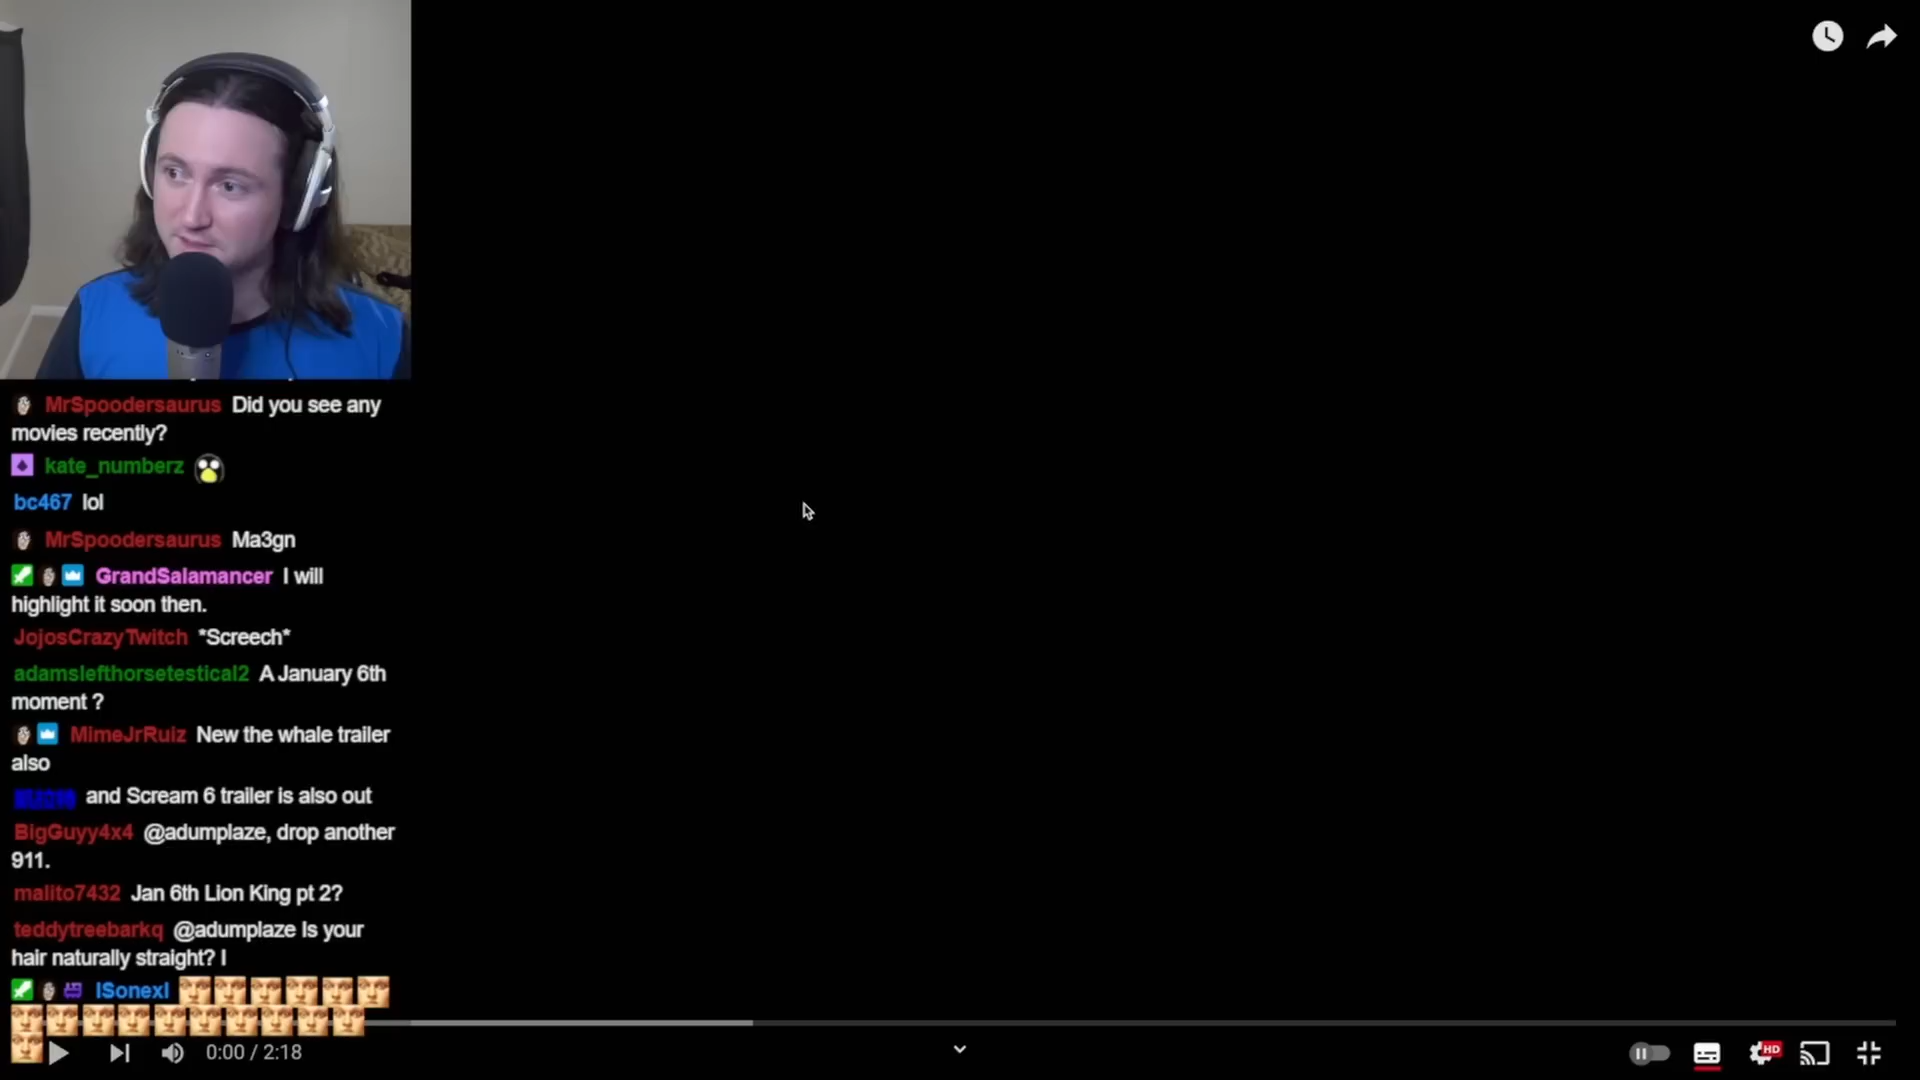 MrSpoodersaurus Did you see any
movies recently?
kate_numberz
bc467 lol
MrSpoodersaurus Ma3gn
GrandSalamancer I will
highlight it soon then.
JojosCrazyTwitch *Screech*
adamslefthorsetestical2 A January 6th
moment ?
MimeJrRuiz New the whale trailer
also
and Scream 6 trailer is also out
BigGuyy4x4 @adumplaze, drop another
911.
malito7432 Jan 6th Lion King pt 2?
teddytreebarkq @adumplaze Is your
hair naturally straight? I
ISonexI
0:00 / 2:18
HD